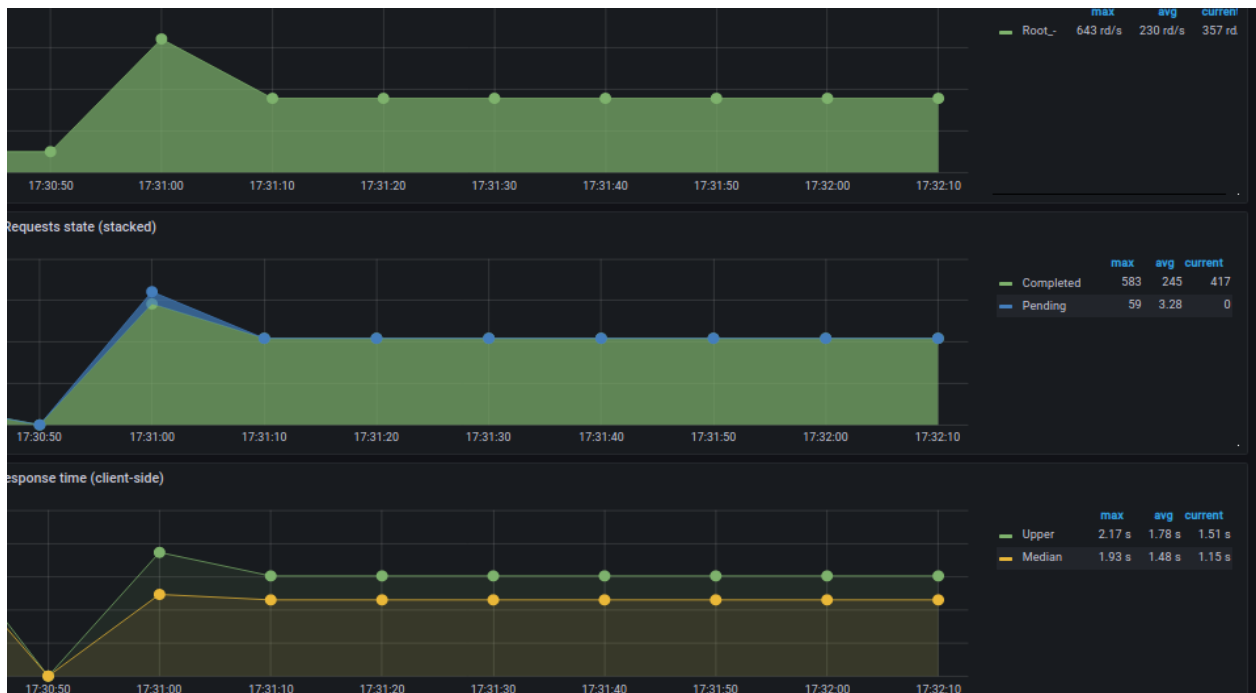 max avg current
Root_- 643 rd/s 230 rd/s 357 rd
17:30:50 17:31:00 17:31:10 17:31:20 17:31:30 17:31:40 17:31:50 17:32:00 17:32:10
Requests state (stacked)
max avg current
Completed 583 245 417
Pending 59 3.28 0
17:30:50 17:31:00 17:31:10 17:31:20 17:31:30 17:31:40 17:31:50 17:32:00 17:32:10
esponse time (client-side)
max avg current
Upper 2.17 s 1.78 s 1.51 s
Median 1.93 s 1.48 s 1.15 s
17:30:50 17:31:00 17:31:10 17:31:20 17:31:30 17:31:40 17:31:50 17:32:00 17:32:10